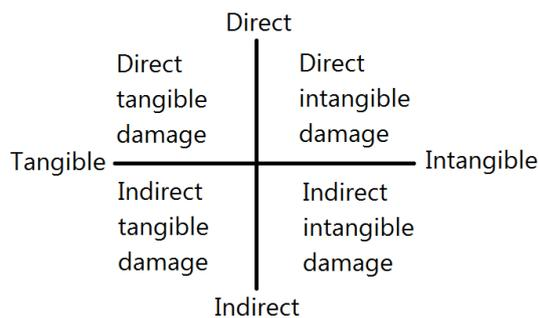 Direct
Direct
tangible
damage
Direct
intangible
damage
Tangible
Intangible
Indirect
tangible
damage
Indirect
intangible
damage
Indirect